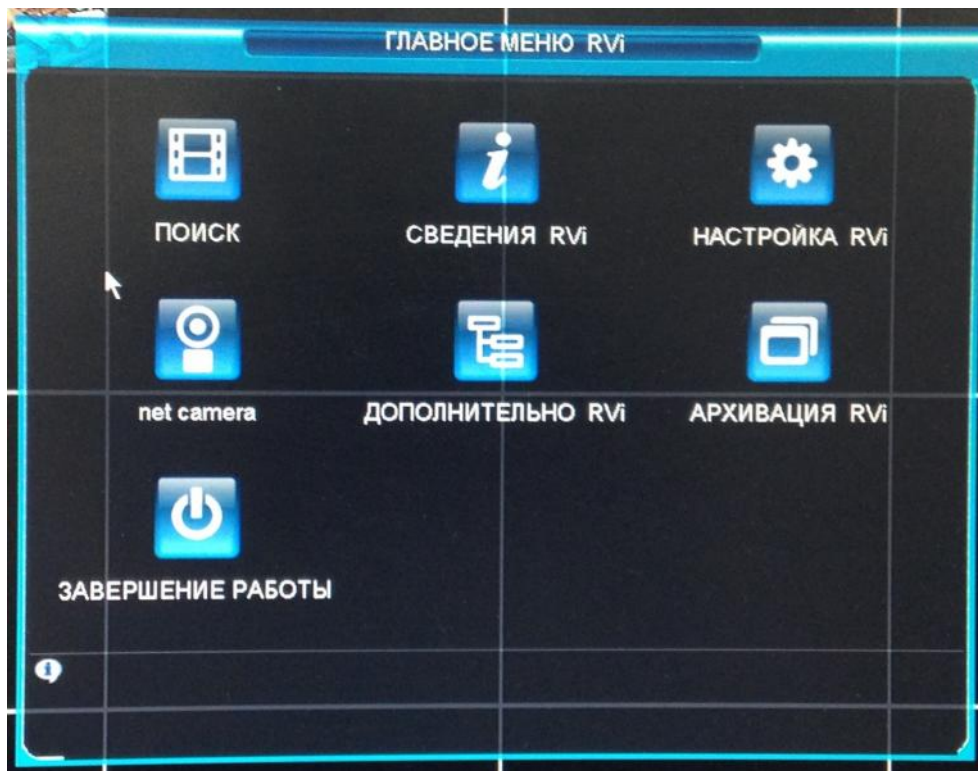 ГЛАВНОЕ МЕНЮ RVi
ПОИСК
СВЕДЕНИЯ RVi
НАСТРОЙКА RVi
net camera
ДОПОЛНИТЕЛЬНО RVi
АРХИВАЦИЯ RVi
ЗАВЕРШЕНИЕ РАБОТЫ